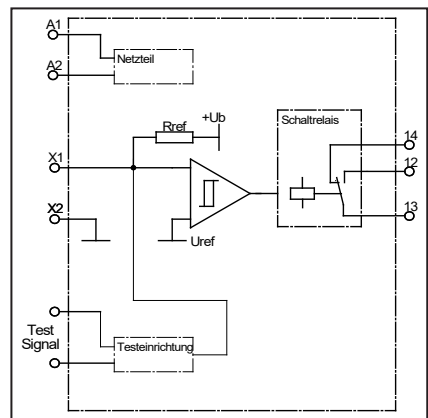 A1
Netzteil
A2
+Ub
Rref
Schaltrelais
14
X1
12
X2
13
Uref
Test
Signal
Testeinrichtung